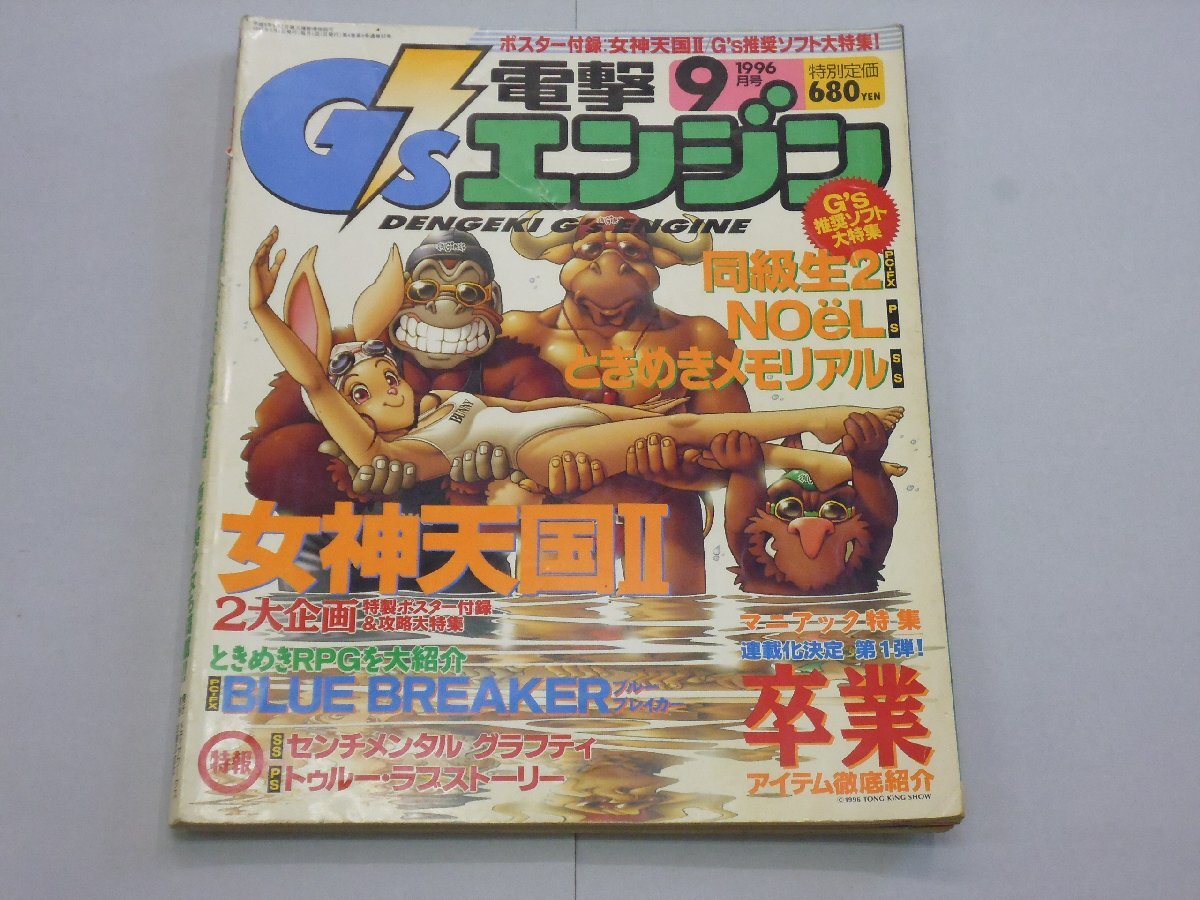 ポスター付録:女神天国II/G's推奨ソフト大特集!
G's電撃エンジン
9 1996月号
特別定価
680YEN
DENGEKI G's ENGINE
G's
推奨ソフト
大特集
同級生2 PC-FX
NOëL PS
ときめきメモリアル SS
BUNNY
女神天国II
2大企画 特製ポスター付録
&攻略大特集
ときめきRPGを大紹介
PC-FX BLUE BREAKER ブルー
ブレイカー
特報
SS センチメンタル グラフティ
PS トゥルー・ラブストーリー
マニアック特集
連載化決定 第1弾!
卒業
アイテム徹底紹介
©1996 TONG KiNG SHOW